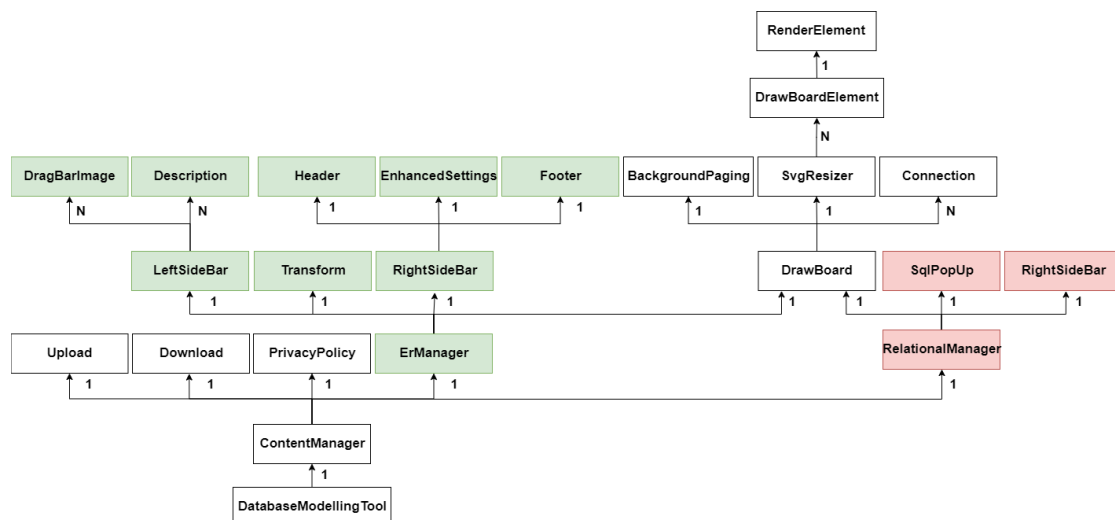 RenderElement
1
DrawBoardElement
N
DragBarImage Description Header EnhancedSettings Footer BackgroundPaging SvgResizer Connection
N N 1 1 1 1 1 N
LeftSideBar Transform RightSideBar DrawBoard SqlPopUp RightSideBar
1 1 1 1 1 1 1
Upload Download PrivacyPolicy ErManager RelationalManager
1 1 1 1 1
ContentManager
1
DatabaseModellingTool